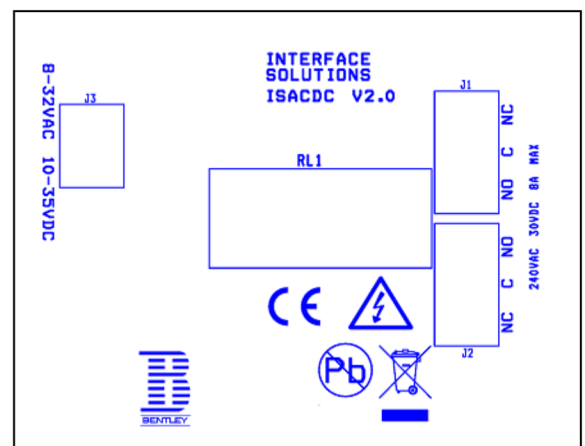 INTERFACE
SOLUTIONS
ISACDC V2.0
8-32VAC 10-35VDC
J3
RL1
J1
NC
C
NO
NO
C
NC
J2
240VAC 30VDC 8A MAX
CE
Pb
B
BENTLEY